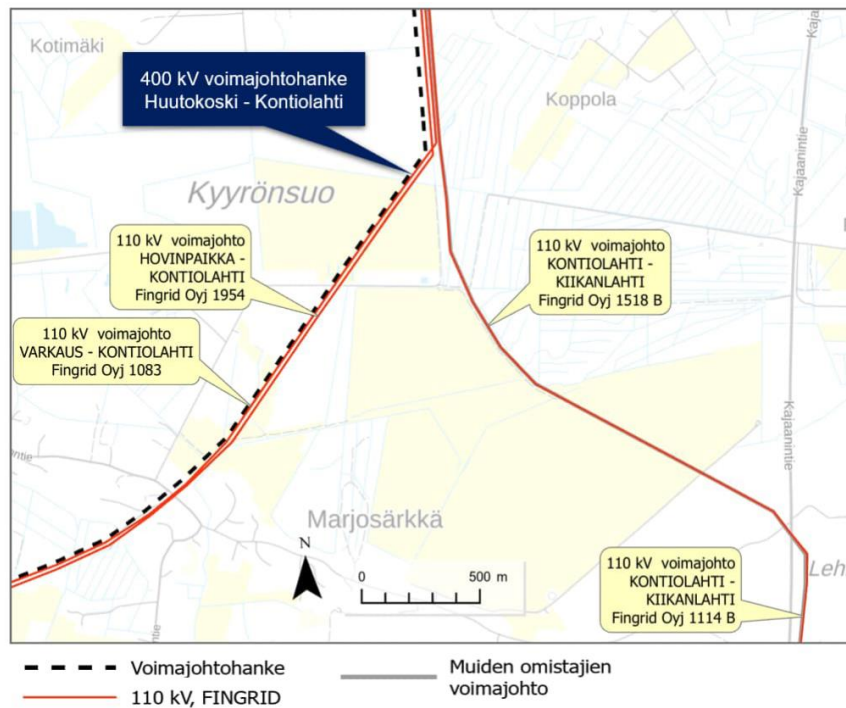 Kotimäki
400 kV voimajohtohanke
Huutokoski - Kontiolahti
Koppola
Kajaanintie
Kyyrönsuo
110 kV voimajohto
HOVINPAIKKA -
KONTIOLAHTI
Fingrid Oyj 1954
110 kV voimajohto
KONTIOLAHTI -
KIIKANLAHTI
Fingrid Oyj 1518 B
110 kV voimajohto
VARKAUS - KONTIOLAHTI
Fingrid Oyj 1083
Kajaanintie
Marjosärkkä
N
0 500 m
110 kV voimajohto
KONTIOLAHTI -
KIIKANLAHTI
Fingrid Oyj 1114 B
Leh
Voimajohtohanke
110 kV, FINGRID
Muiden omistajien
voimajohto